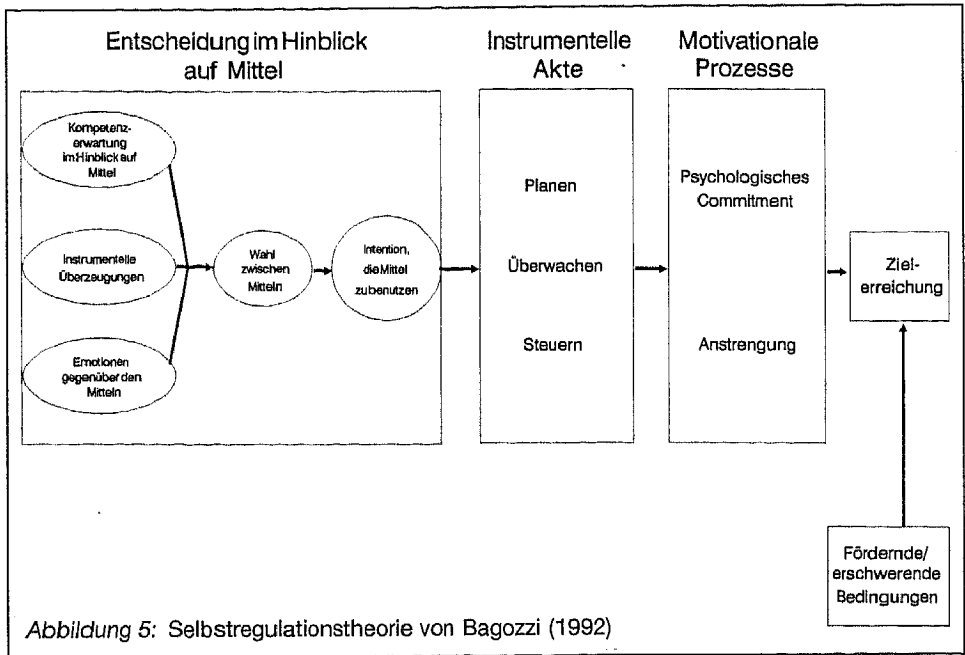 Entscheidung im Hinblick
auf Mittel
Instrumentelle
Akte
Motivationale
Prozesse
Kompetenz-
erwartung
im Hinblick auf
Mittel
Instrumentelle
Überzeugungen
Emotionen
gegenüber den
Mitteln
Wahl
zwischen
Mitteln
Intention,
die Mittel
zu benutzen
Planen
Überwachen
Steuern
Psychologisches
Commitment
Anstrengung
Ziel-
erreichung
Fördernde/
erschwerende
Bedingungen
Abbildung 5: Selbstregulationstheorie von Bagozzi (1992)